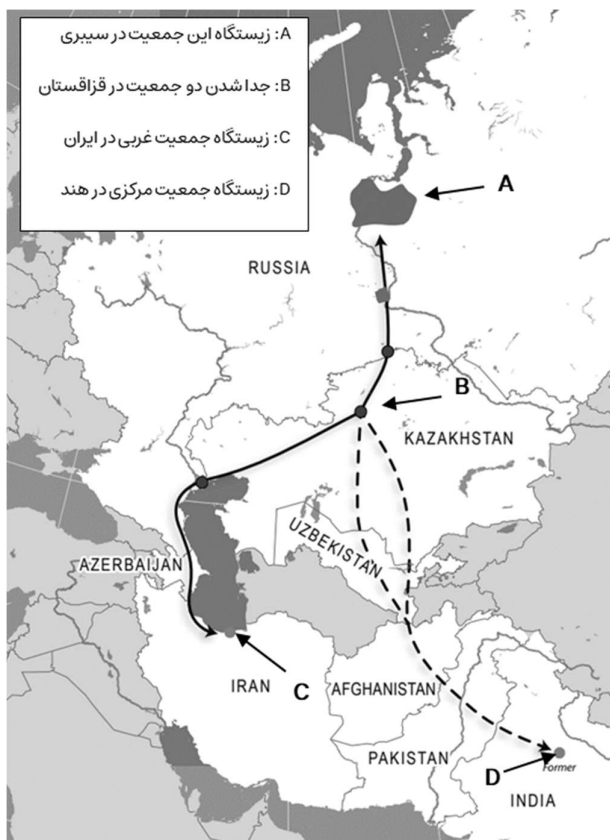 A: زیستگاه این جمعیت در سیبری
B: جدا شدن دو جمعیت در قزاقستان
C: زیستگاه جمعیت غربی در ایران
D: زیستگاه جمعیت مرکزی در هند
A
RUSSIA
B
KAZAKHSTAN
UZBEKISTAN
AZERBAIJAN
IRAN
C
AFGHANISTAN
PAKISTAN
D
Former
INDIA